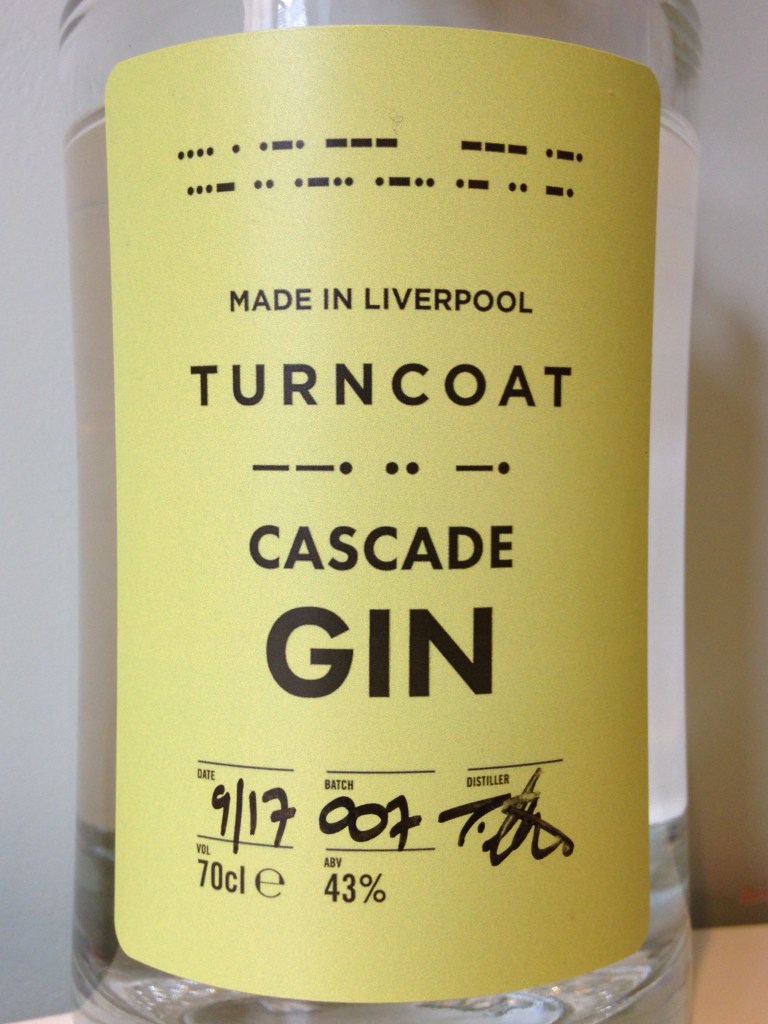 •••• • •−• −−−  −−− •−•
•••− •• •−•• •−•• •− •• −•
MADE IN LIVERPOOL
TURNCOAT
−−• •• −•
CASCADE
GIN
DATE BATCH DISTILLER
9/17 007
VOL ABV
70cl ℮ 43%